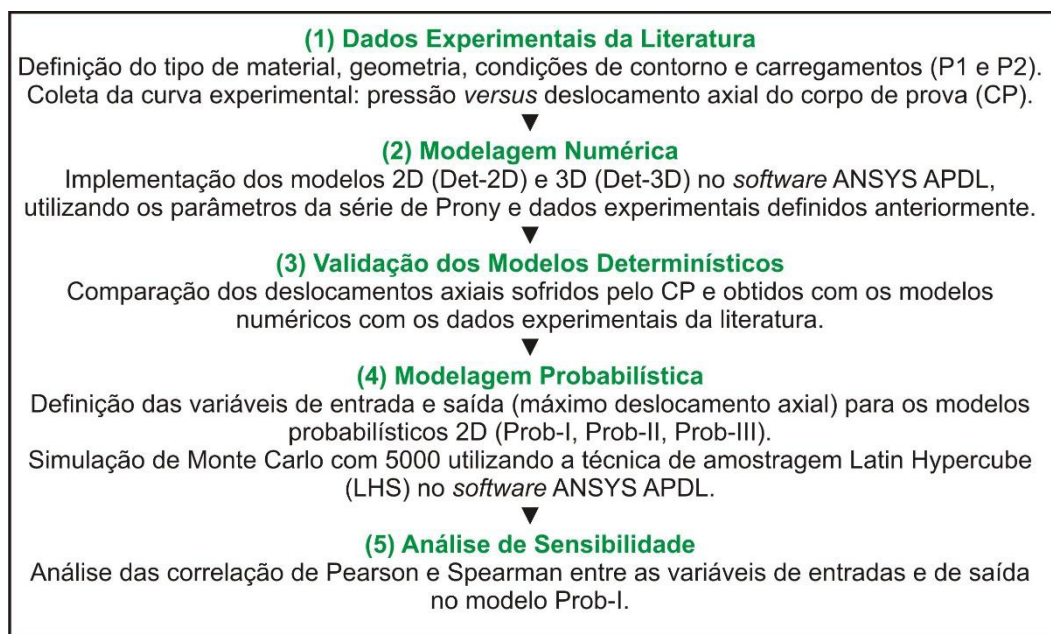 (1) Dados Experimentais da Literatura
Definição do tipo de material, geometria, condições de contorno e carregamentos (P1 e P2).
Coleta da curva experimental: pressão versus deslocamento axial do corpo de prova (CP).
▼
(2) Modelagem Numérica
Implementação dos modelos 2D (Det-2D) e 3D (Det-3D) no software ANSYS APDL,
utilizando os parâmetros da série de Prony e dados experimentais definidos anteriormente.
▼
(3) Validação dos Modelos Determinísticos
Comparação dos deslocamentos axiais sofridos pelo CP e obtidos com os modelos
numéricos com os dados experimentais da literatura.
▼
(4) Modelagem Probabilística
Definição das variáveis de entrada e saída (máximo deslocamento axial) para os modelos
probabilísticos 2D (Prob-I, Prob-II, Prob-III).
Simulação de Monte Carlo com 5000 utilizando a técnica de amostragem Latin Hypercube
(LHS) no software ANSYS APDL.
▼
(5) Análise de Sensibilidade
Análise das correlação de Pearson e Spearman entre as variáveis de entradas e de saída
no modelo Prob-I.